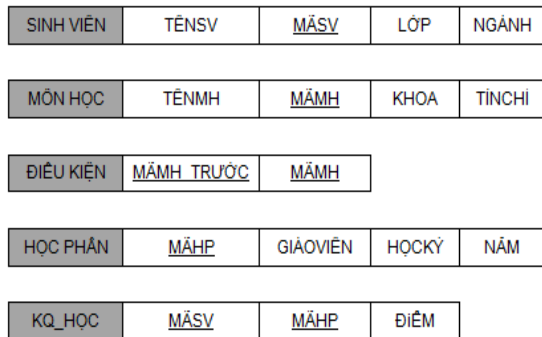 SINH VIÊN TÊNSV MÃSV LỚP NGÀNH
MÔN HỌC TÊNMH MÃMH KHOA TÍNCHỈ
ĐIỀU KIỆN MÃMH_TRƯỚC MÃMH
HỌC PHẦN MÃHP GIÁOVIÊN HỌCKỲ NĂM
KQ_HỌC MÃSV MÃHP ĐIỂM